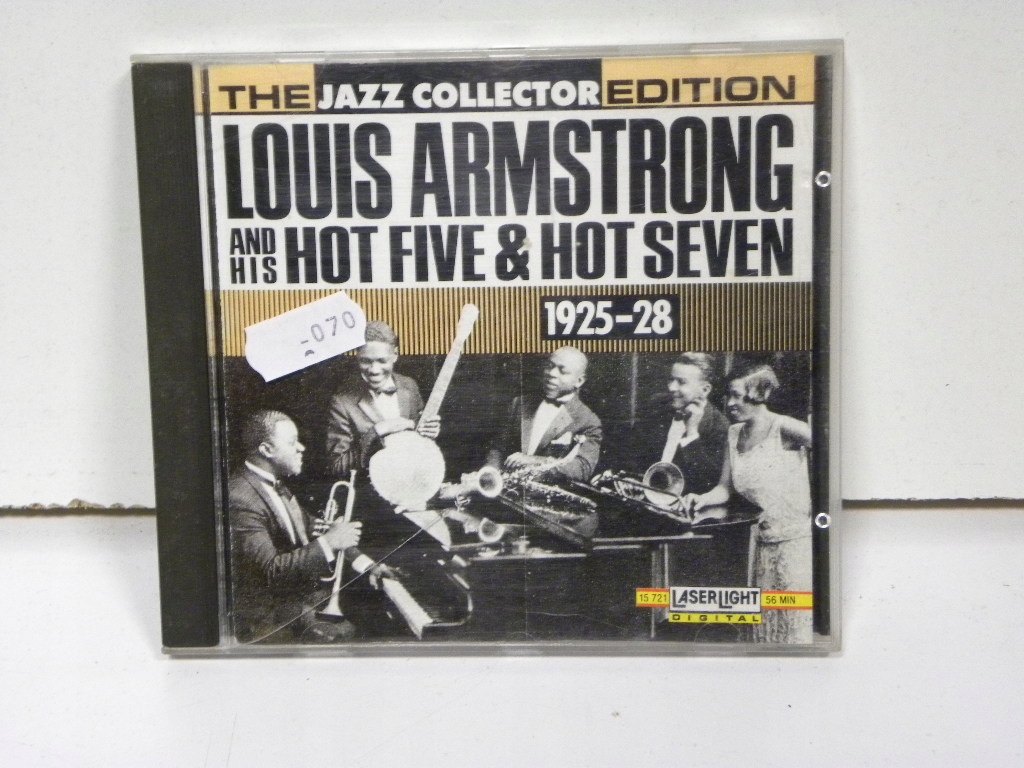 THE JAZZ COLLECTOR EDITION
LOUIS ARMSTRONG
AND HIS HOT FIVE & HOT SEVEN
1925-28
-070
15 721 LASERLIGHT 56 MIN
DIGITAL